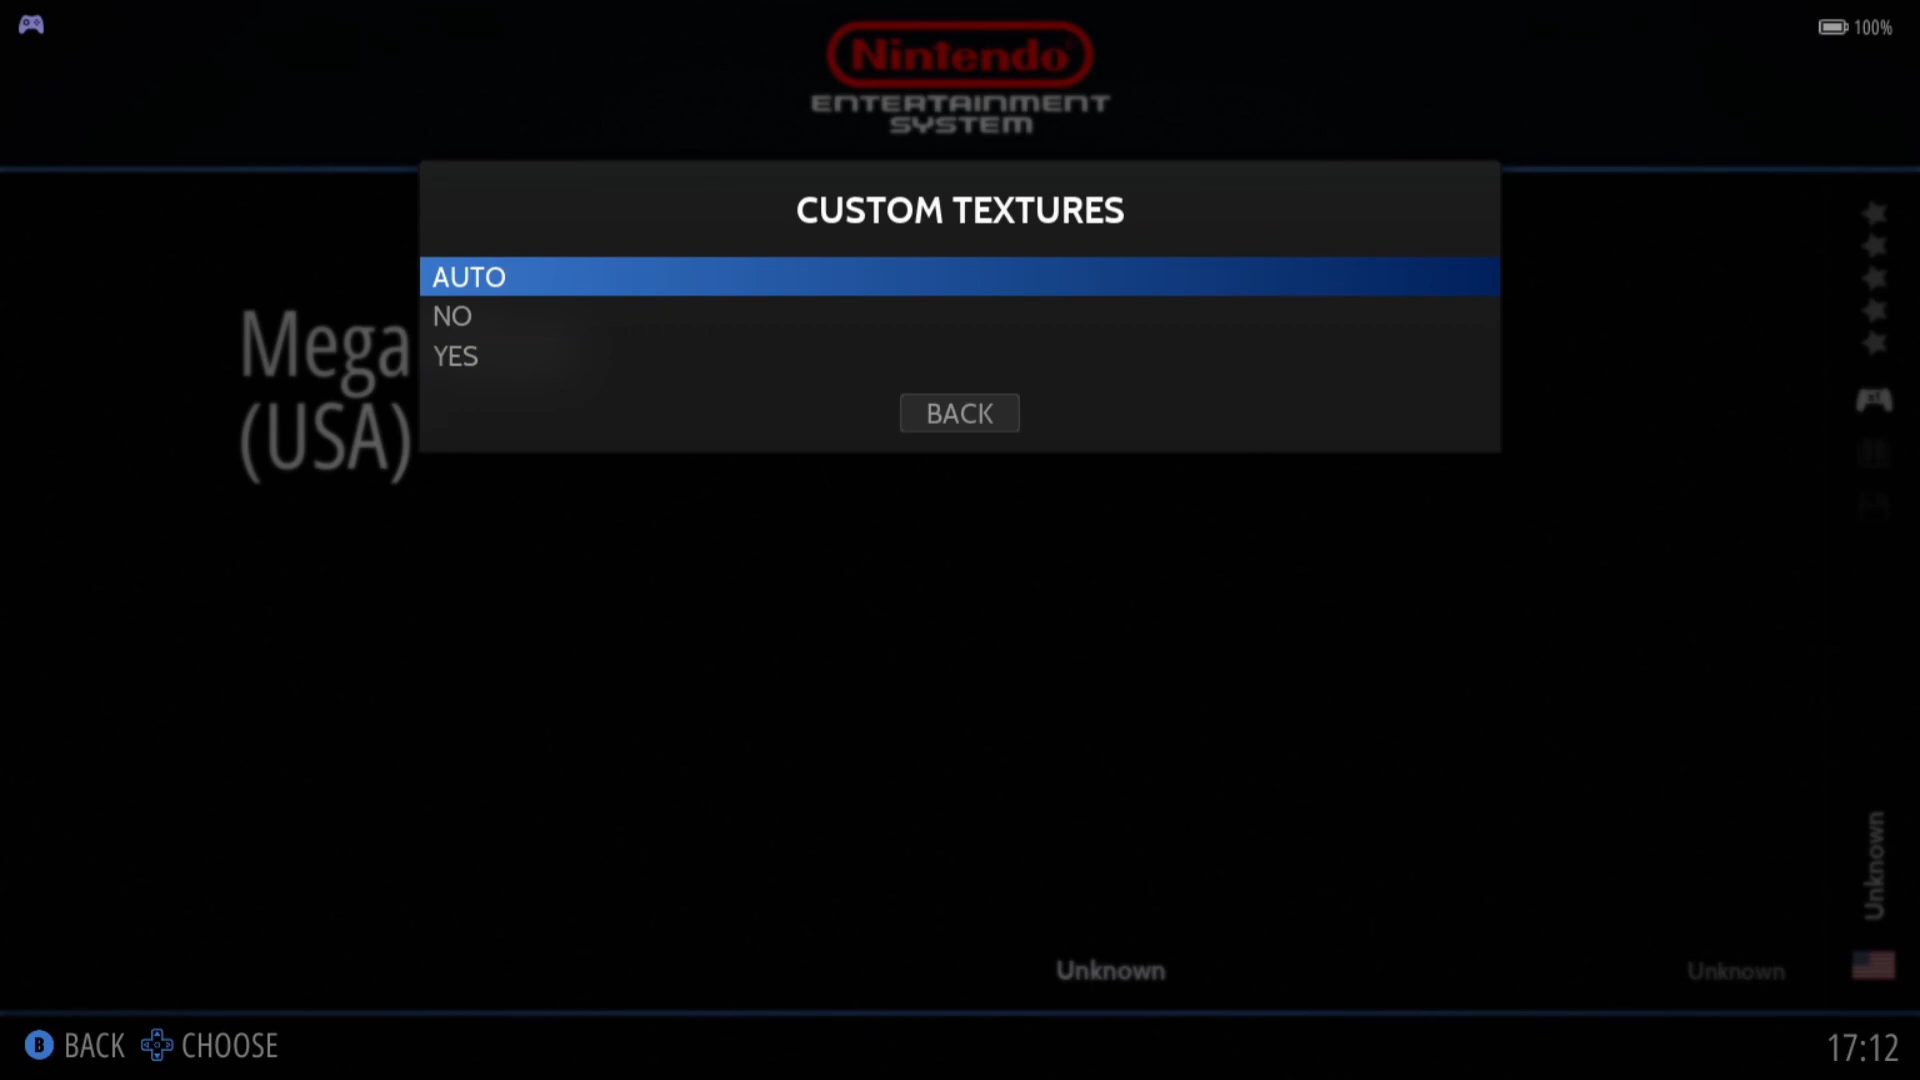 100%
Nintendo
ENTERTAINMENT
SYSTEM
CUSTOM TEXTURES
AUTO
NO
YES
BACK
Mega
(USA)
Unknown
Unknown
Unknown
B BACK CHOOSE
17:12